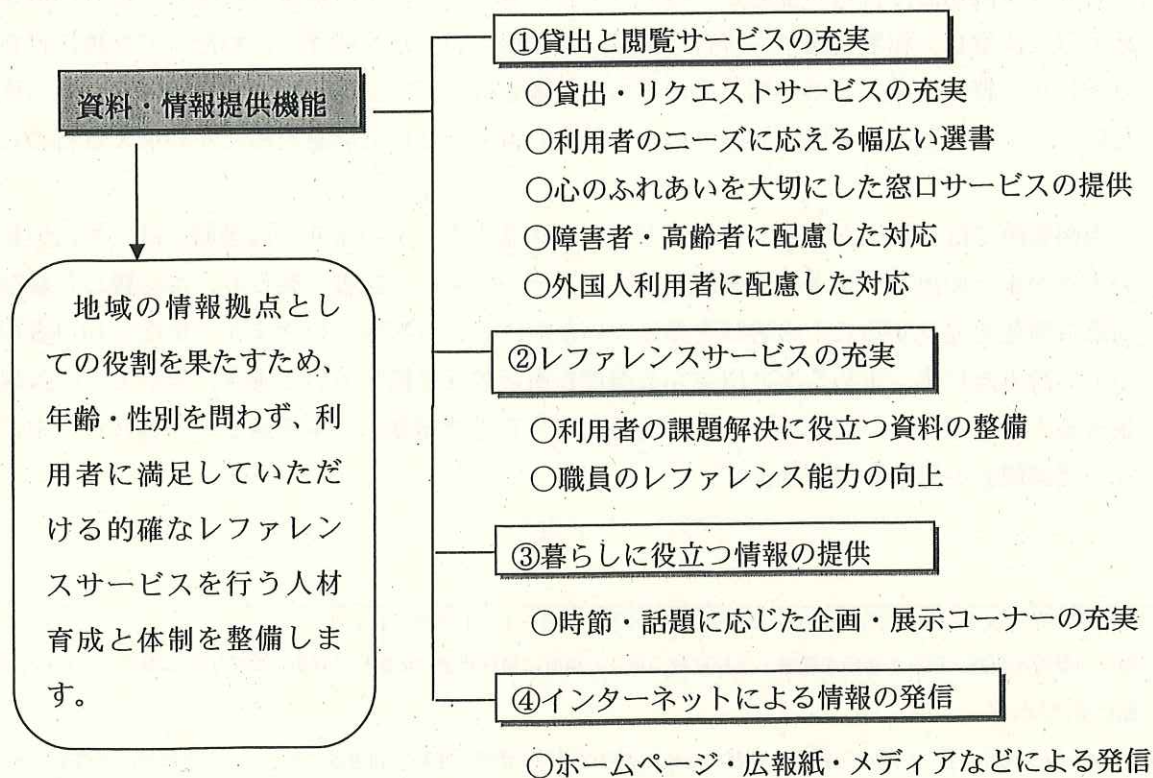 資料・情報提供機能
地域の情報拠点とし
ての役割を果たすため、
年齢・性別を問わず、利
用者に満足していただ
ける的確なレファレン
スサービスを行う人材
育成と体制を整備しま
す。
①貸出と閲覧サービスの充実
○貸出・リクエストサービスの充実
○利用者のニーズに応える幅広い選書
○心のふれあいを大切にした窓口サービスの提供
○障害者・高齢者に配慮した対応
○外国人利用者に配慮した対応
②レファレンスサービスの充実
○利用者の課題解決に役立つ資料の整備
○職員のレファレンス能力の向上
③暮らしに役立つ情報の提供
○時節・話題に応じた企画・展示コーナーの充実
④インターネットによる情報の発信
○ホームページ・広報紙・メディアなどによる発信